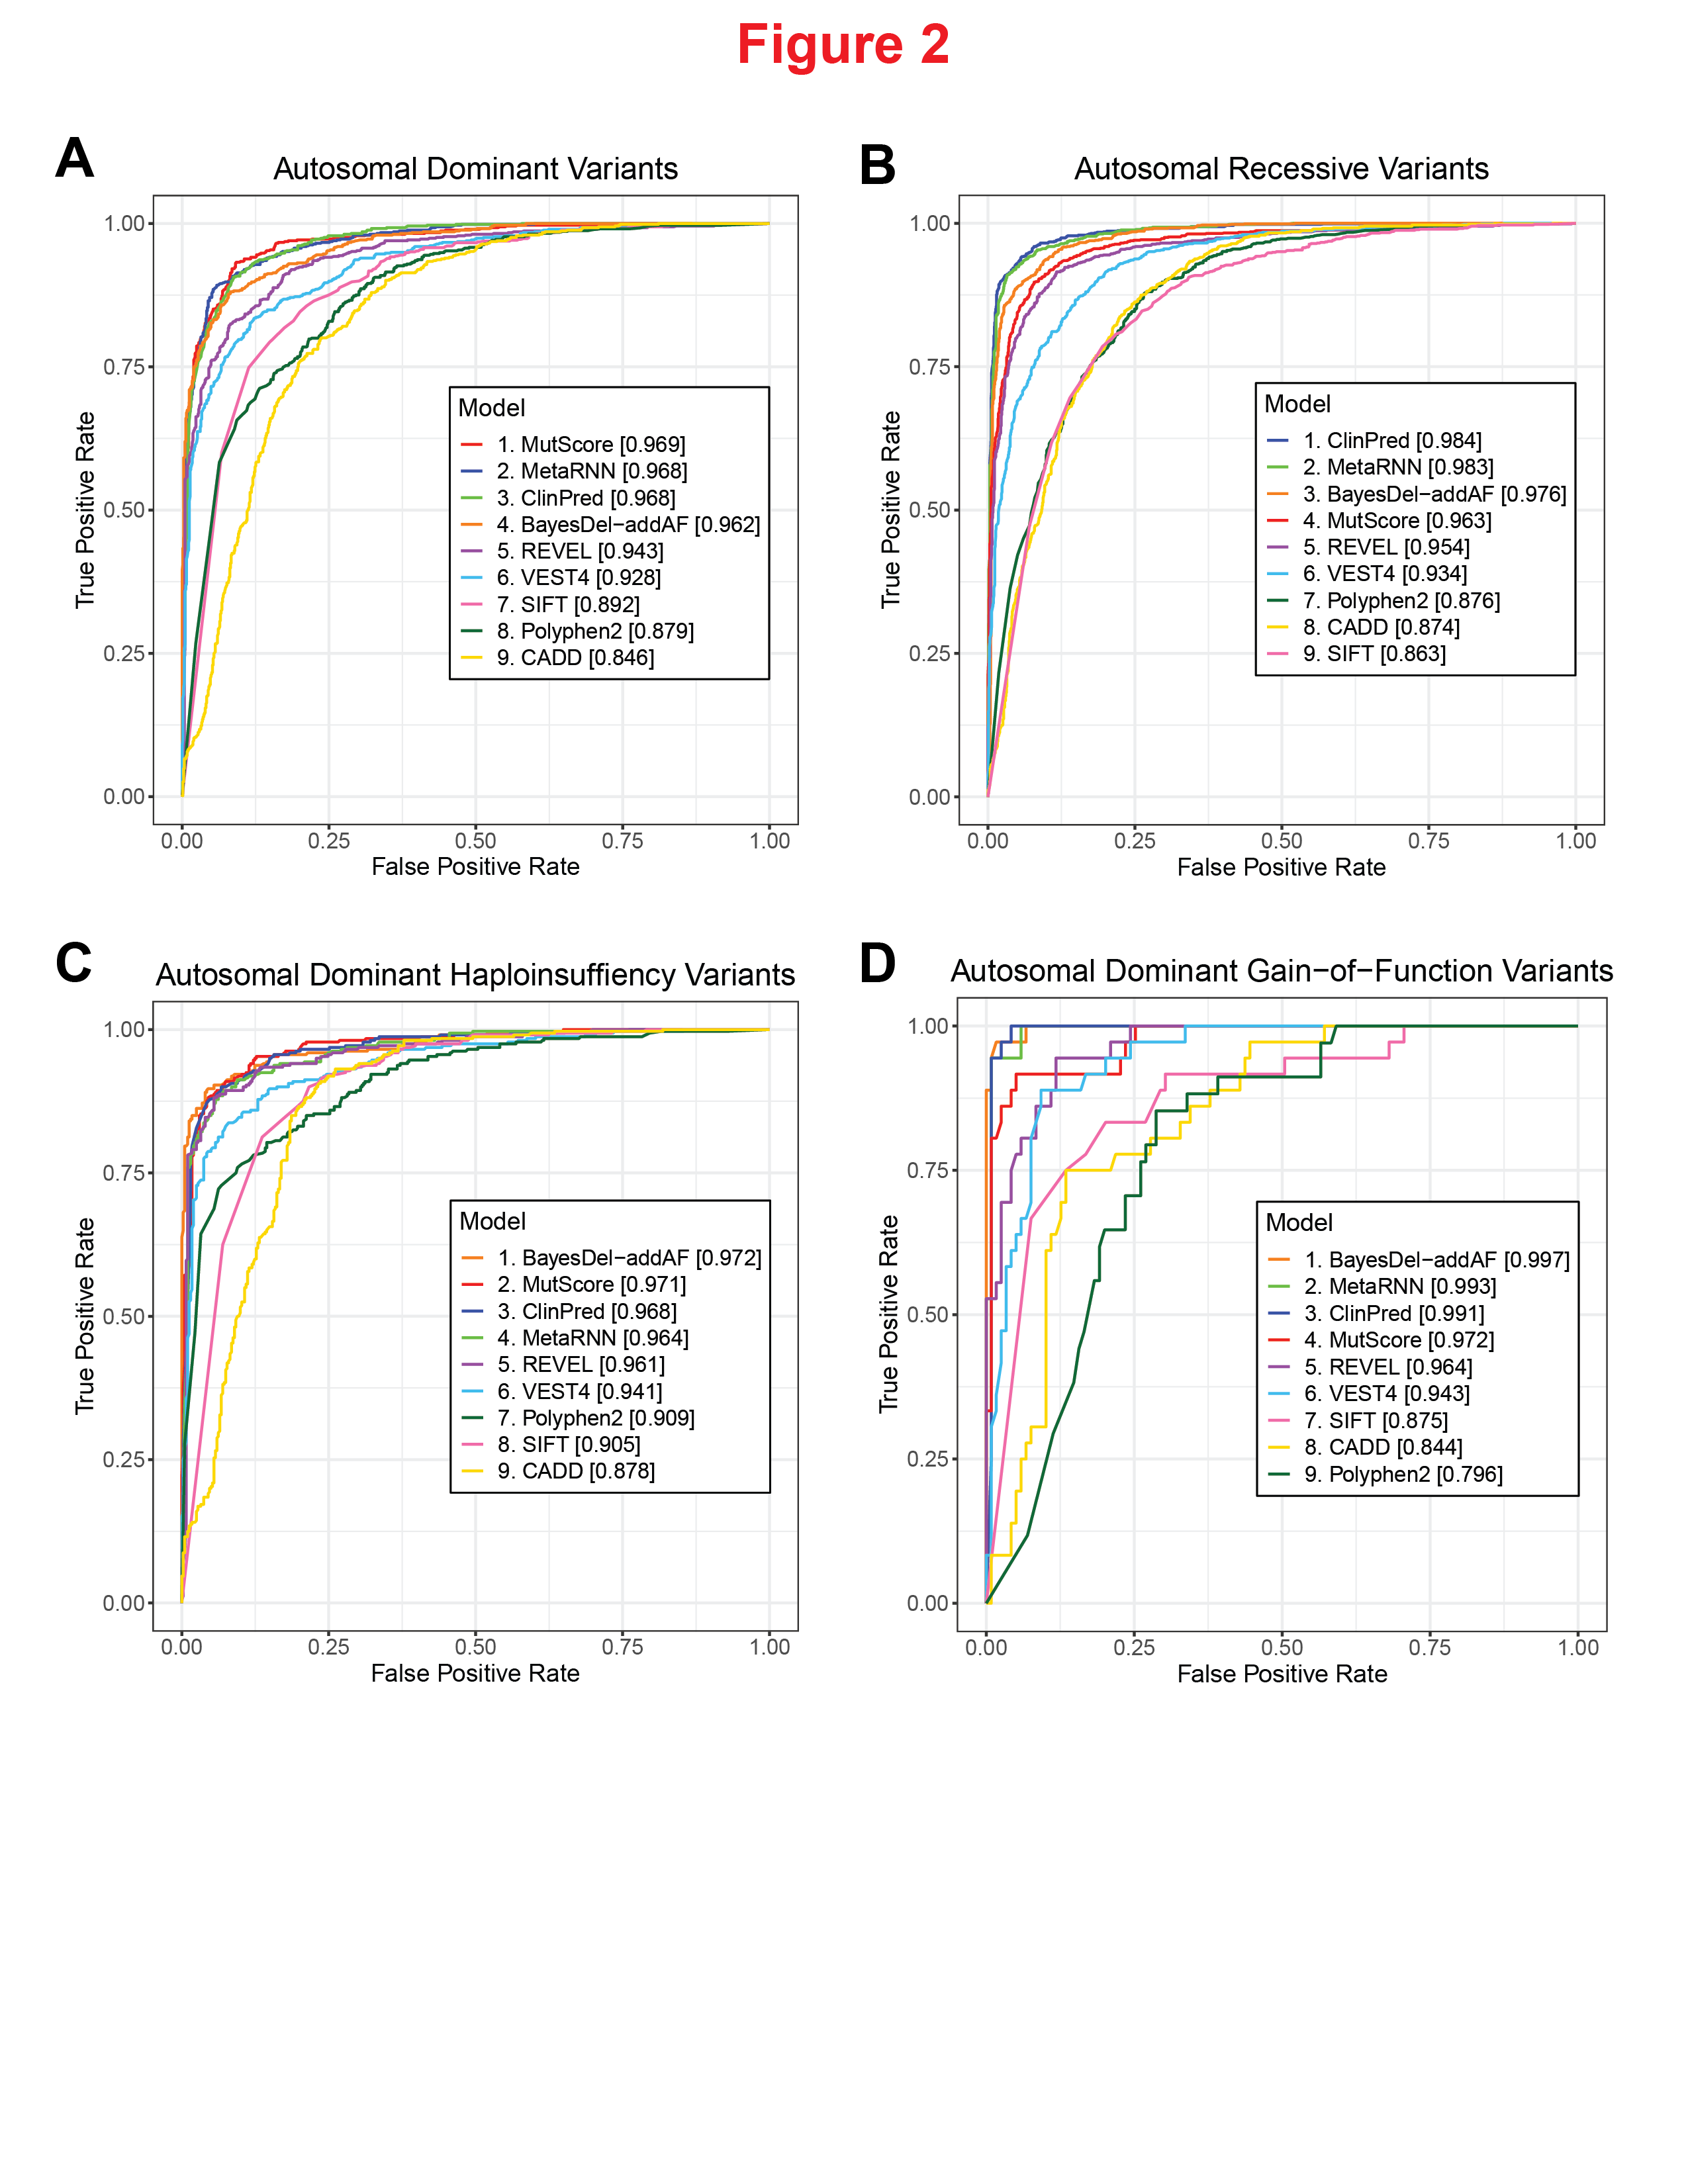 Figure 2
A
Autosomal Dominant Variants
True Positive Rate
1.00
0.75
0.50
0.25
0.00
Model
1. MutScore [0.969]
2. MetaRNN [0.968]
3. ClinPred [0.968]
4. BayesDel−addAF [0.962]
5. REVEL [0.943]
6. VEST4 [0.928]
7. SIFT [0.892]
8. Polyphen2 [0.879]
9. CADD [0.846]
0.00 0.25 0.50 0.75 1.00
False Positive Rate
B
Autosomal Recessive Variants
True Positive Rate
1.00
0.75
0.50
0.25
0.00
Model
1. ClinPred [0.984]
2. MetaRNN [0.983]
3. BayesDel−addAF [0.976]
4. MutScore [0.963]
5. REVEL [0.954]
6. VEST4 [0.934]
7. Polyphen2 [0.876]
8. CADD [0.874]
9. SIFT [0.863]
0.00 0.25 0.50 0.75 1.00
False Positive Rate
C
Autosomal Dominant Haploinsuffiency Variants
True Positive Rate
1.00
0.75
0.50
0.25
0.00
Model
1. BayesDel−addAF [0.972]
2. MutScore [0.971]
3. ClinPred [0.968]
4. MetaRNN [0.964]
5. REVEL [0.961]
6. VEST4 [0.941]
7. Polyphen2 [0.909]
8. SIFT [0.905]
9. CADD [0.878]
0.00 0.25 0.50 0.75 1.00
False Positive Rate
D
Autosomal Dominant Gain−of−Function Variants
True Positive Rate
1.00
0.75
0.50
0.25
0.00
Model
1. BayesDel−addAF [0.997]
2. MetaRNN [0.993]
3. ClinPred [0.991]
4. MutScore [0.972]
5. REVEL [0.964]
6. VEST4 [0.943]
7. SIFT [0.875]
8. CADD [0.844]
9. Polyphen2 [0.796]
0.00 0.25 0.50 0.75 1.00
False Positive Rate